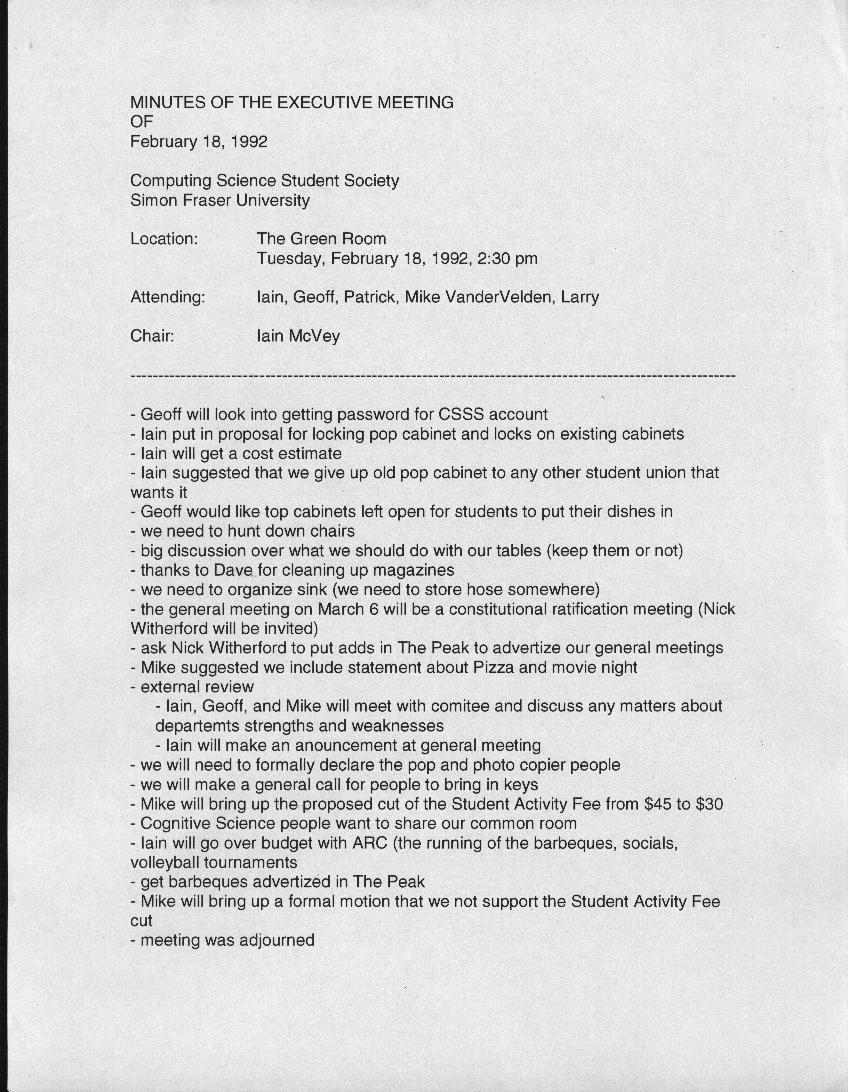 MINUTES OF THE EXECUTIVE MEETING
OF
February 18, 1992
Computing Science Student Society
Simon Fraser University
Location: The Green Room
Tuesday, February 18, 1992, 2:30 pm
Attending: Iain, Geoff, Patrick, Mike VanderVelden, Larry
Chair: Iain McVey
- Geoff will look into getting password for CSSS account
- Iain put in proposal for locking pop cabinet and locks on existing cabinets
- Iain will get a cost estimate
- Iain suggested that we give up old pop cabinet to any other student union that
wants it
- Geoff would like top cabinets left open for students to put their dishes in
- we need to hunt down chairs
- big discussion over what we should do with our tables (keep them or not)
- thanks to Dave for cleaning up magazines
- we need to organize sink (we need to store hose somewhere)
- the general meeting on March 6 will be a constitutional ratification meeting (Nick
Witherford will be invited)
- ask Nick Witherford to put adds in The Peak to advertize our general meetings
- Mike suggested we include statement about Pizza and movie night
- external review
- Iain, Geoff, and Mike will meet with comitee and discuss any matters about
departemts strengths and weaknesses
- Iain will make an anouncement at general meeting
- we will need to formally declare the pop and photo copier people
- we will make a general call for people to bring in keys
- Mike will bring up the proposed cut of the Student Activity Fee from $45 to $30
- Cognitive Science people want to share our common room
- Iain will go over budget with ARC (the running of the barbeques, socials,
volleyball tournaments
- get barbeques advertized in The Peak
- Mike will bring up a formal motion that we not support the Student Activity Fee
cut
- meeting was adjourned